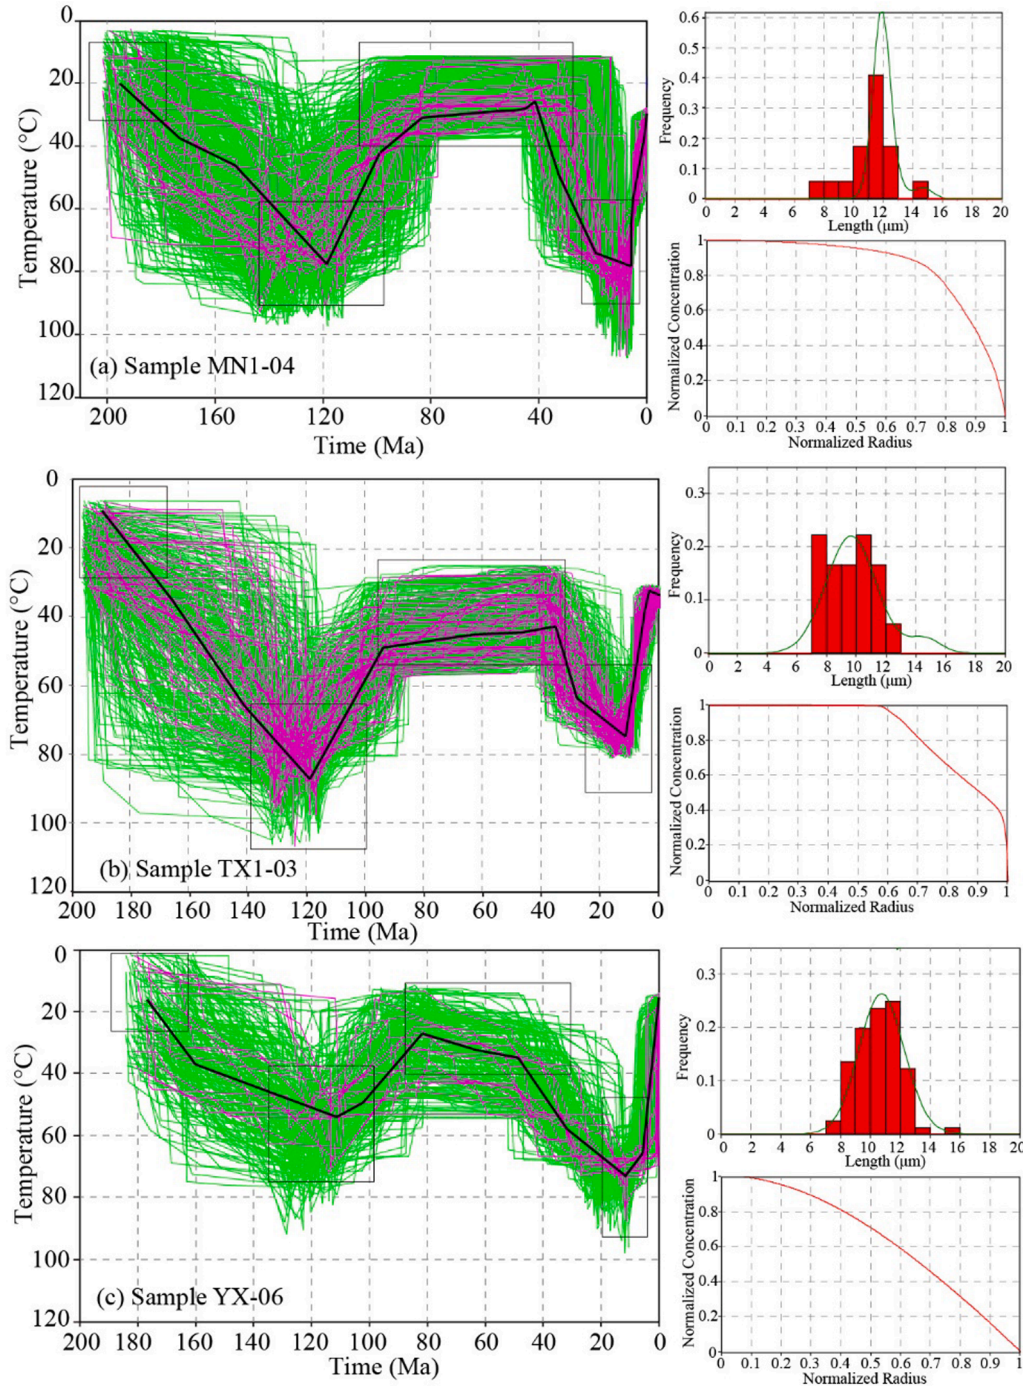 0
20
40
60
80
100
120
Temperature (°C)
(a) Sample MN1-04
200 160 120 80 40 0
Time (Ma)
0.6
0.5
0.4
0.3
0.2
0.1
0
Frequency
0 2 4 6 8 10 12 14 16 18 20
Length (µm)
1
0.8
0.6
0.4
0.2
0
Normalized Concentration
0 0.1 0.2 0.3 0.4 0.5 0.6 0.7 0.8 0.9 1
Normalized Radius
0
20
40
60
80
100
120
Temperature (°C)
(b) Sample TX1-03
200 180 160 140 120 100 80 60 40 20 0
Time (Ma)
0.3
0.2
0.1
0
Frequency
0 2 4 6 8 10 12 14 16 18 20
Length (µm)
1
0.8
0.6
0.4
0.2
0
Normalized Concentration
0 0.1 0.2 0.3 0.4 0.5 0.6 0.7 0.8 0.9 1
Normalized Radius
0
20
40
60
80
100
120
Temperature (°C)
(c) Sample YX-06
200 180 160 140 120 100 80 60 40 20 0
Time (Ma)
0.3
0.2
0.1
Frequency
0 2 4 6 8 10 12 14 16 18 20
Length (µm)
1
0.8
0.6
0.4
0.2
0
Normalized Concentration
0 0.1 0.2 0.3 0.4 0.5 0.6 0.7 0.8 0.9 1
Normalized Radius